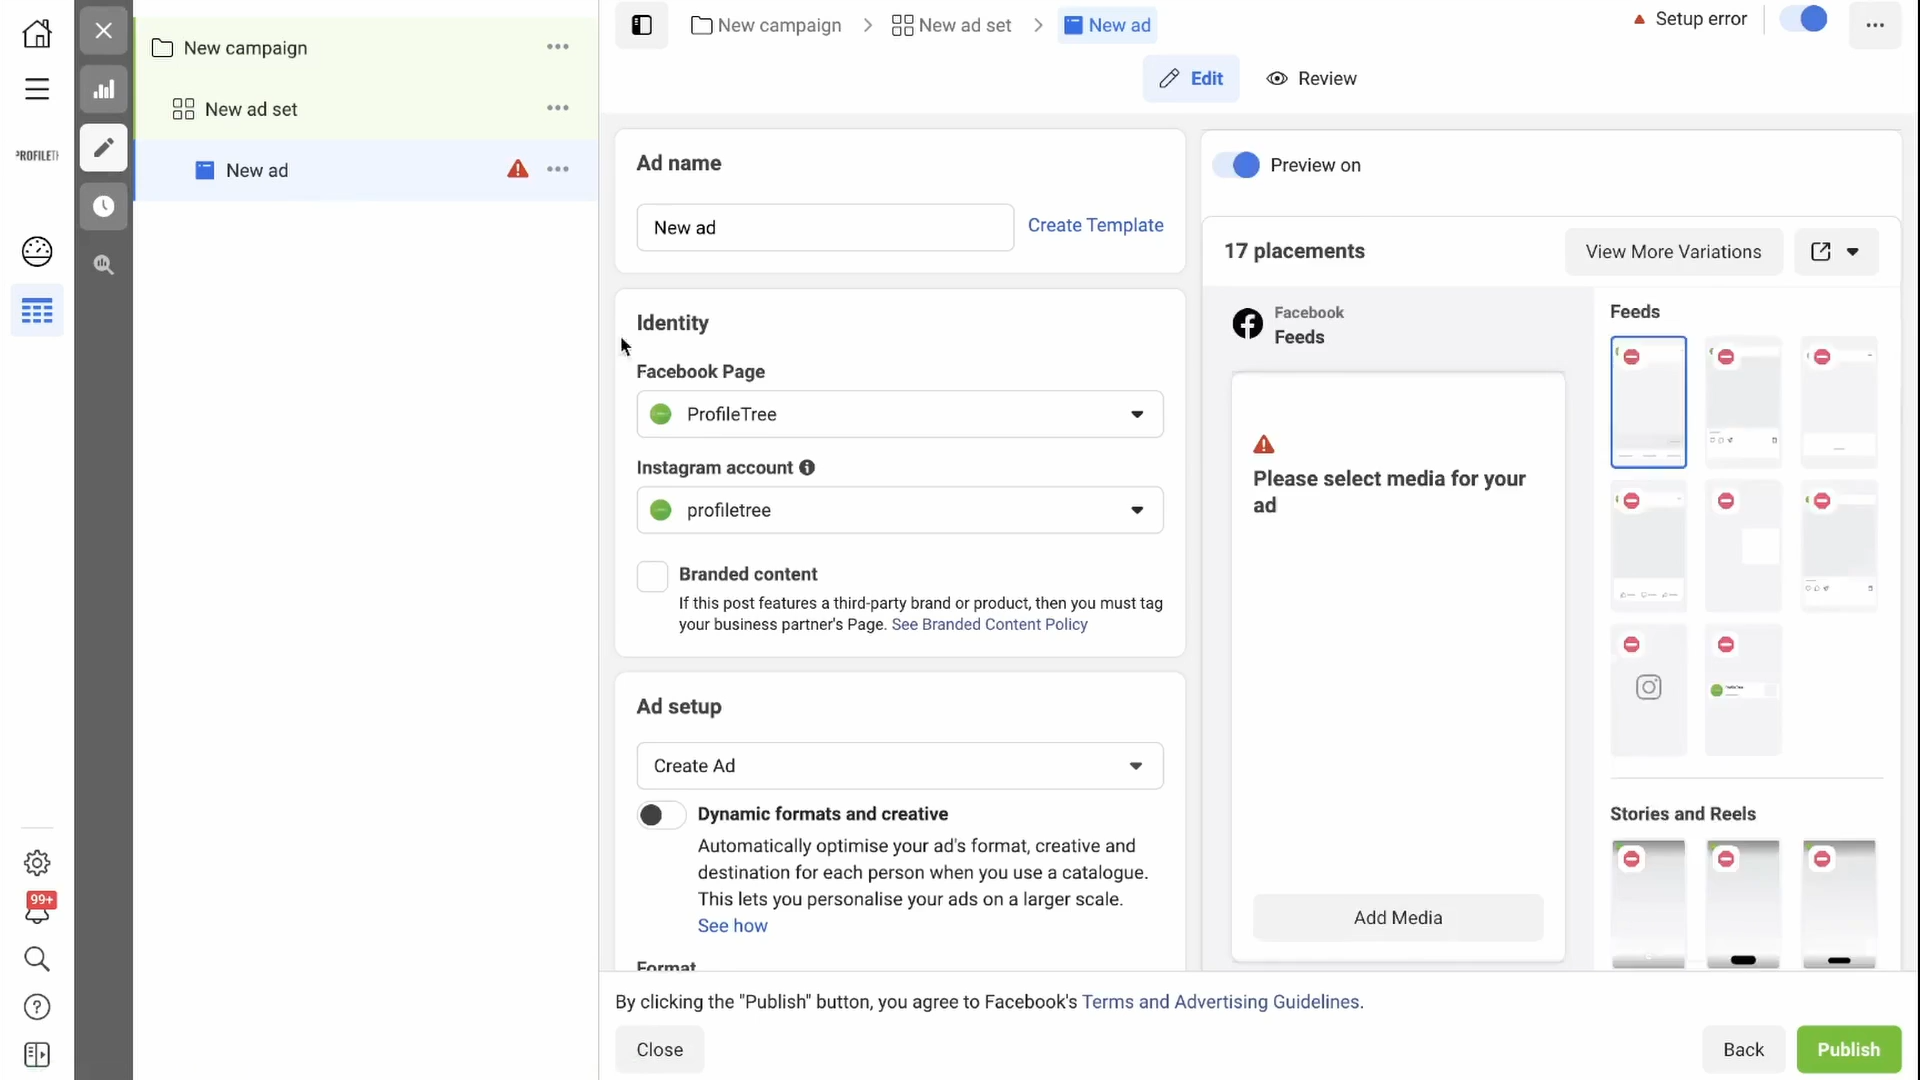 New campaign
New ad set
New ad
New campaign
New ad set
New ad
Setup error
Edit
Review
Ad name
New ad
Create Template
Identity
Facebook Page
ProfileTree
Instagram account
profiletree
Branded content
If this post features a third-party brand or product, then you must tag
your business partner's Page. See Branded Content Policy
Ad setup
Create Ad
Dynamic formats and creative
Automatically optimise your ad's format, creative and
destination for each person when you use a catalogue.
This lets you personalise your ads on a larger scale.
See how
Format
Preview on
17 placements
View More Variations
Facebook
Feeds
Please select media for your
ad
Add Media
Feeds
Stories and Reels
99+
By clicking the "Publish" button, you agree to Facebook's Terms and Advertising Guidelines.
Close
Back
Publish